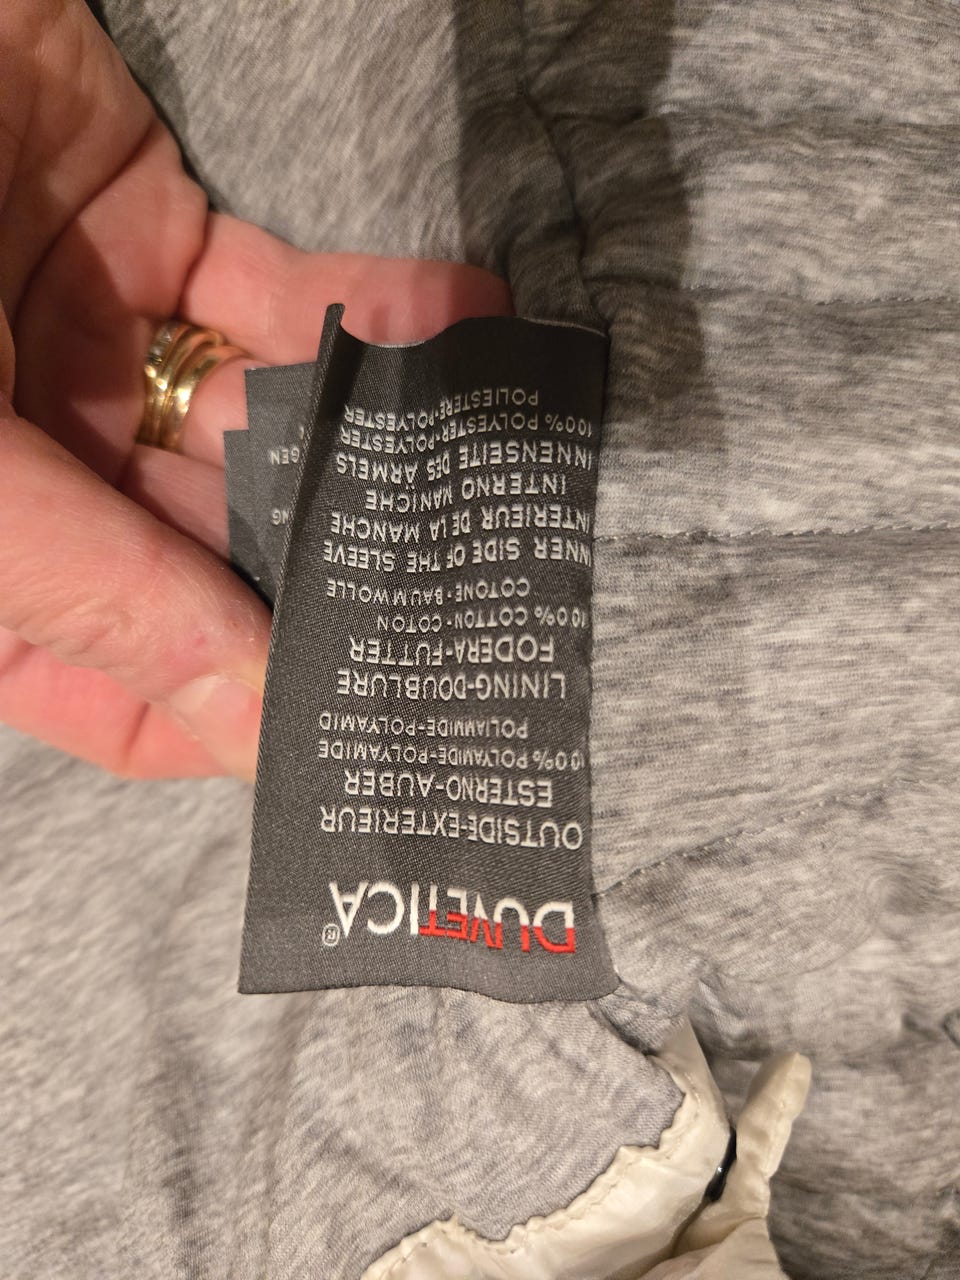 DUVETICA®
OUTSIDE-EXTERIEUR
ESTERNO-AUBER
100% POLYAMIDE-POLYAMIDE
POLIAMMIDE-POLYAMID
LINING-DOUBLURE
FODERA-FUTTER
100% COTTON-COTON
COTONE-BAUMWOLLE
INNER SIDE OF THE SLEEVE
INTERIEUR DE LA MANCHE
INTERNO MANICHE
INNENSEITE DES ÄRMELS
100% POLYESTER-POLYESTER
POLIESTERE-POLYESTER